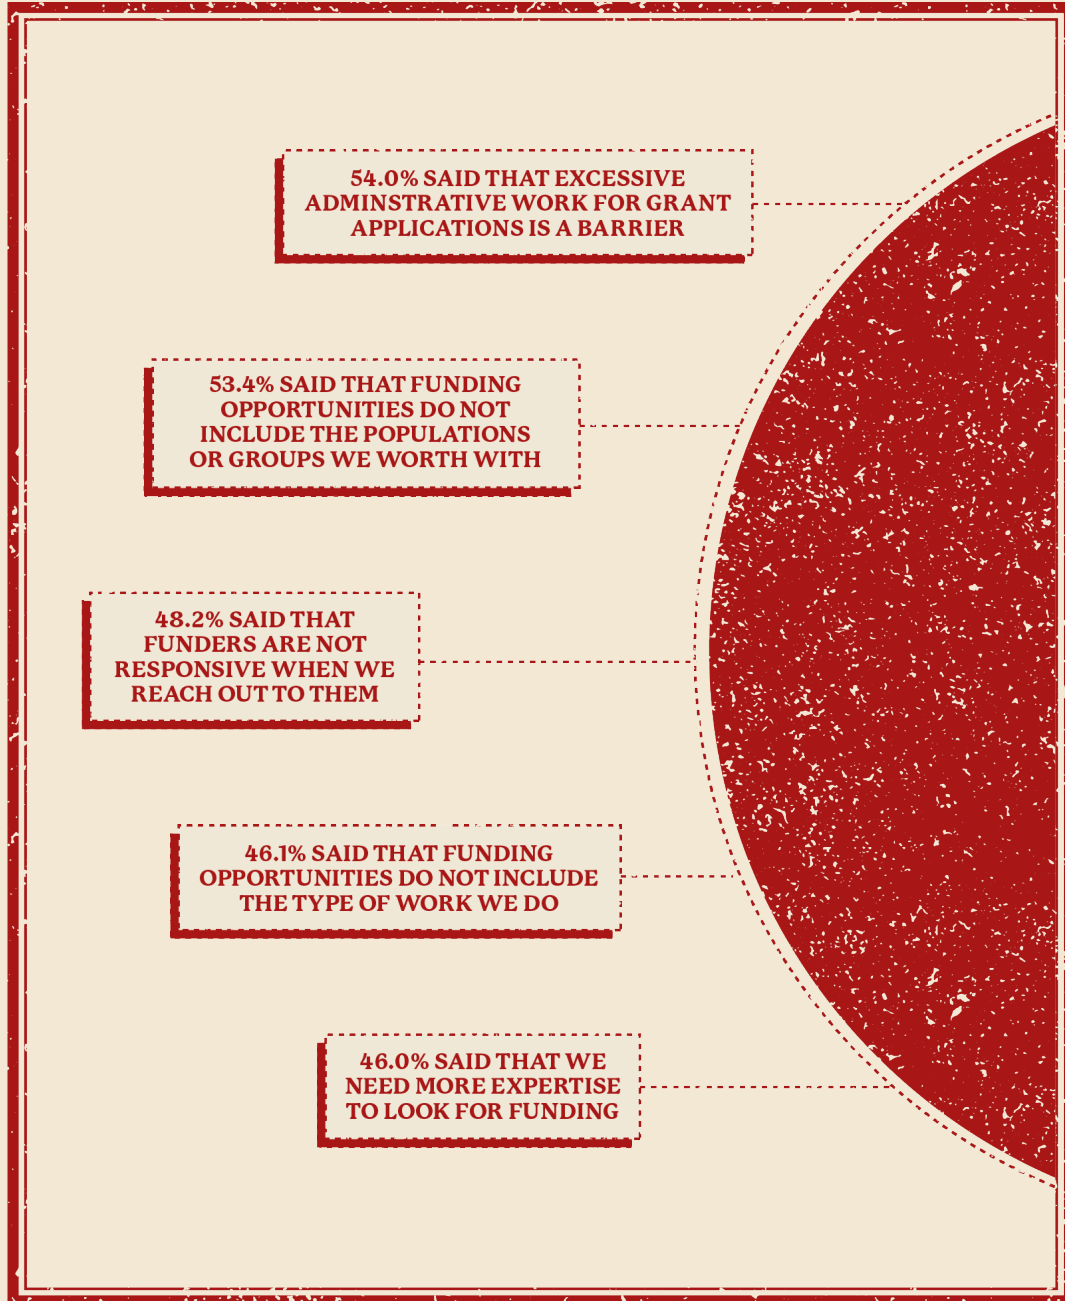 54.0% SAID THAT EXCESSIVE
ADMINSTRATIVE WORK FOR GRANT
APPLICATIONS IS A BARRIER
53.4% SAID THAT FUNDING
OPPORTUNITIES DO NOT
INCLUDE THE POPULATIONS
OR GROUPS WE WORTH WITH
48.2% SAID THAT
FUNDERS ARE NOT
RESPONSIVE WHEN WE
REACH OUT TO THEM
46.1% SAID THAT FUNDING
OPPORTUNITIES DO NOT INCLUDE
THE TYPE OF WORK WE DO
46.0% SAID THAT WE
NEED MORE EXPERTISE
TO LOOK FOR FUNDING